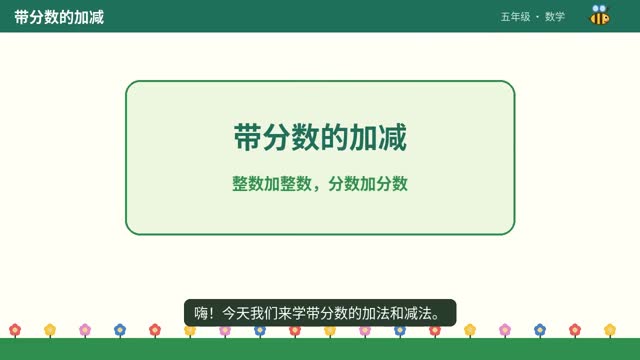 带分数的加减
五年级 · 数学
带分数的加减
整数加整数，分数加分数
嗨！今天我们来学带分数的加法和减法。